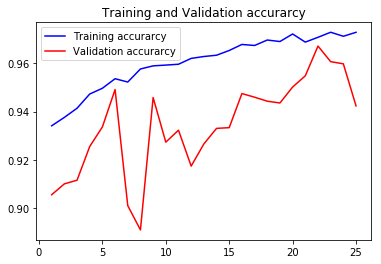 Training and Validation accurarcy
Training accurarcy
Validation accurarcy
0.96
0.94
0.92
0.90
0 5 10 15 20 25